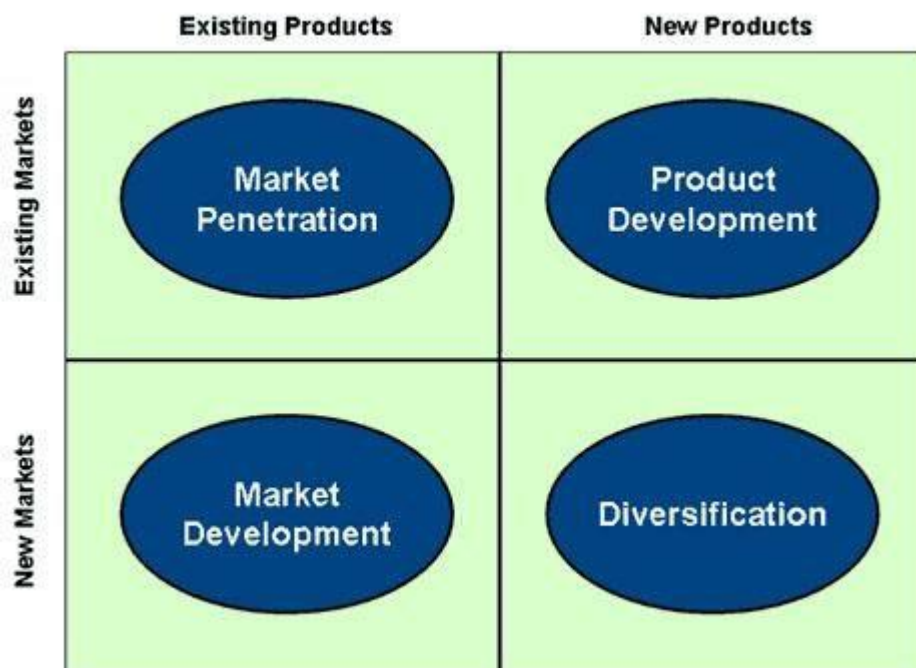 Existing Products
New Products
Existing Markets
Market
Penetration
Product
Development
New Markets
Market
Development
Diversification